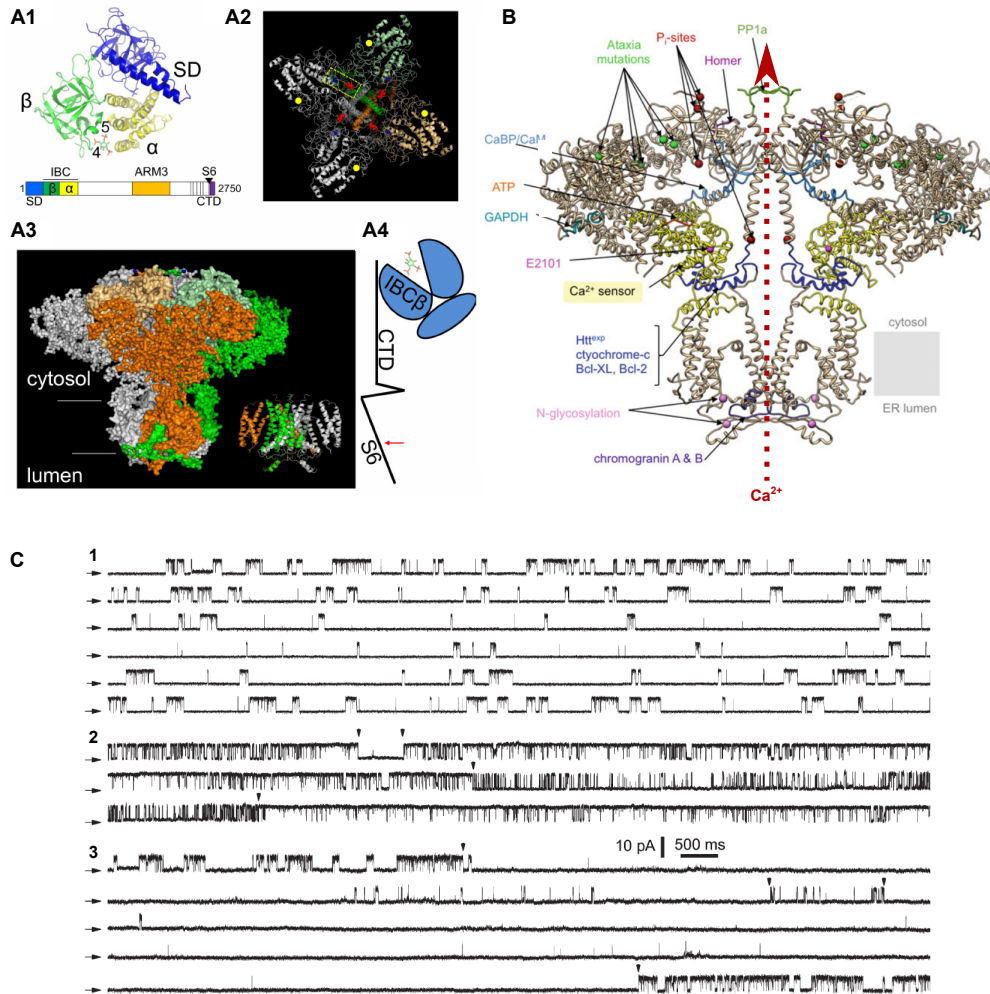 A1
SD
β
5
4
α
IBC
ARM3
S6
1
β
α
2750
SD
CTD
A2
A3
cytosol
lumen
A4
IBCβ
CTD
S6
B
PP1a
Pi-sites
Ataxia
mutations
Homer
CaBP/CaM
ATP
GAPDH
E2101
Ca²⁺ sensor
Httᵉˣᵖ
ctyochrome-c
Bcl-XL, Bcl-2
cytosol
ER lumen
N-glycosylation
chromogranin A & B
Ca²⁺
C
1
2
3
10 pA
500 ms